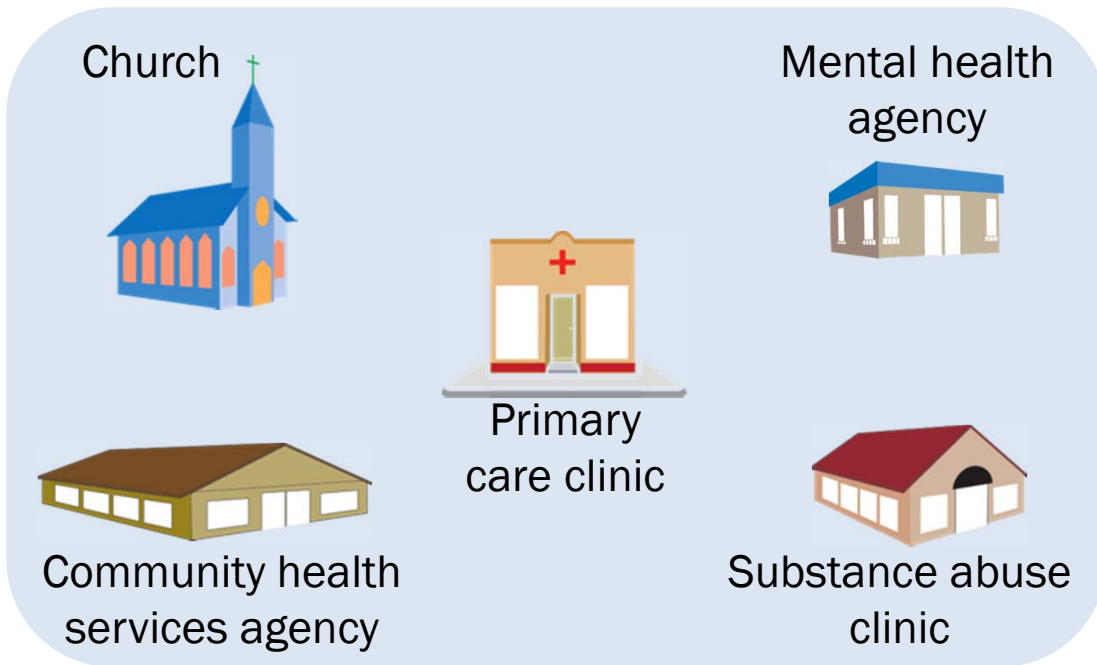 Church
Mental health
agency
Primary
care clinic
Community health
services agency
Substance abuse
clinic